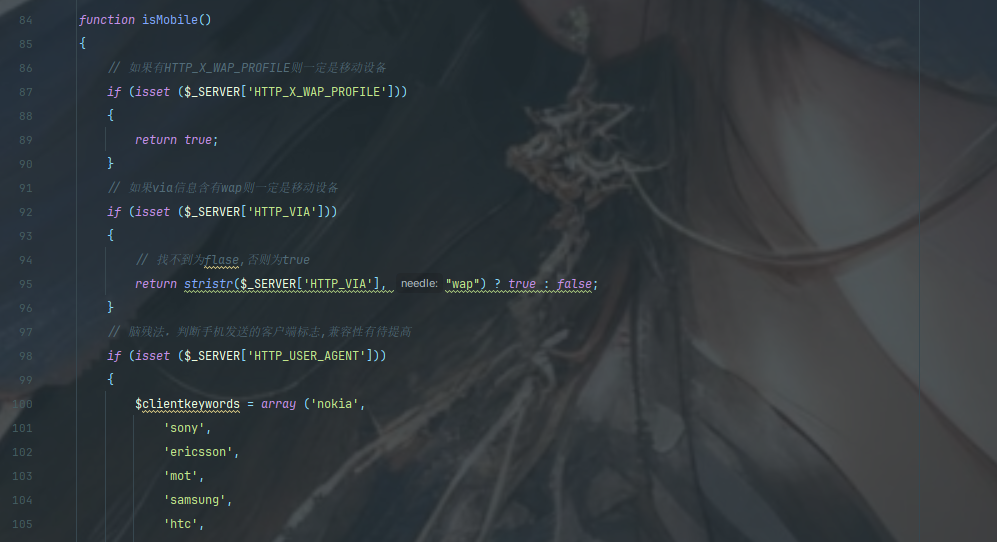 84 function isMobile()
85 {
86 // 如果有HTTP_X_WAP_PROFILE则一定是移动设备
87 if (isset ($_SERVER['HTTP_X_WAP_PROFILE']))
88 {
89 return true;
90 }
91 // 如果via信息含有wap则一定是移动设备
92 if (isset ($_SERVER['HTTP_VIA']))
93 {
94 // 找不到为flase,否则为true
95 return stristr($_SERVER['HTTP_VIA'], needle: "wap") ? true : false;
96 }
97 // 脑残法，判断手机发送的客户端标志,兼容性有待提高
98 if (isset ($_SERVER['HTTP_USER_AGENT']))
99 {
100 $clientkeywords = array ('nokia',
101 'sony',
102 'ericsson',
103 'mot',
104 'samsung',
105 'htc',